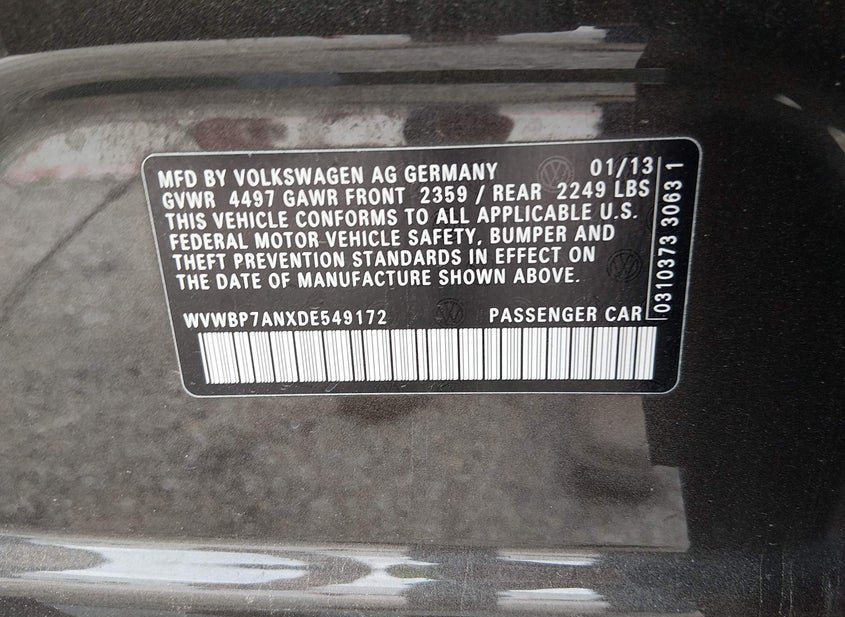 MFD BY VOLKSWAGEN AG GERMANY 01/13
GVWR 4497 GAWR FRONT 2359 / REAR 2249 LBS
THIS VEHICLE CONFORMS TO ALL APPLICABLE U.S.
FEDERAL MOTOR VEHICLE SAFETY, BUMPER AND
THEFT PREVENTION STANDARDS IN EFFECT ON
THE DATE OF MANUFACTURE SHOWN ABOVE.
WVWBP7ANXDE549172 PASSENGER CAR
0310373 3063 1